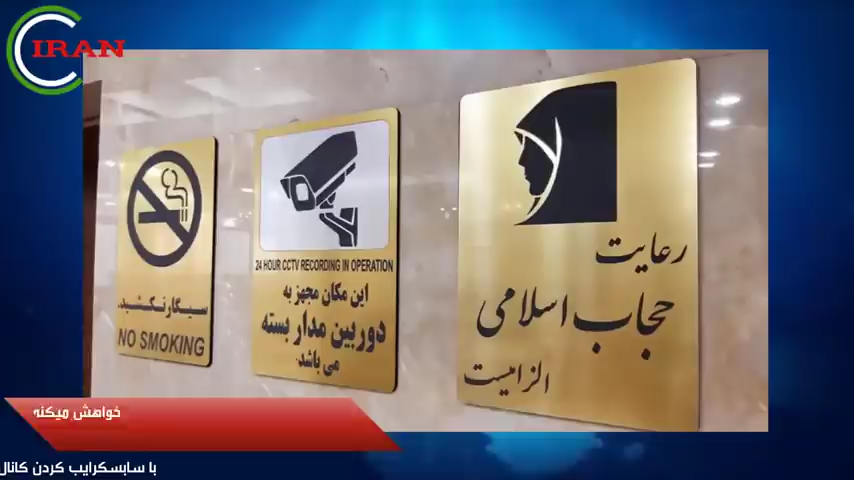 IRAN
سیگار نکشید.
NO SMOKING
24 HOUR CCTV RECORDING IN OPERATION
این مکان مجهز به
دوربین مدار بسته
می باشد.
رعایت
حجاب اسلامی
الزامیست
خواهش میکنه
با سابسکرایب کردن کانال